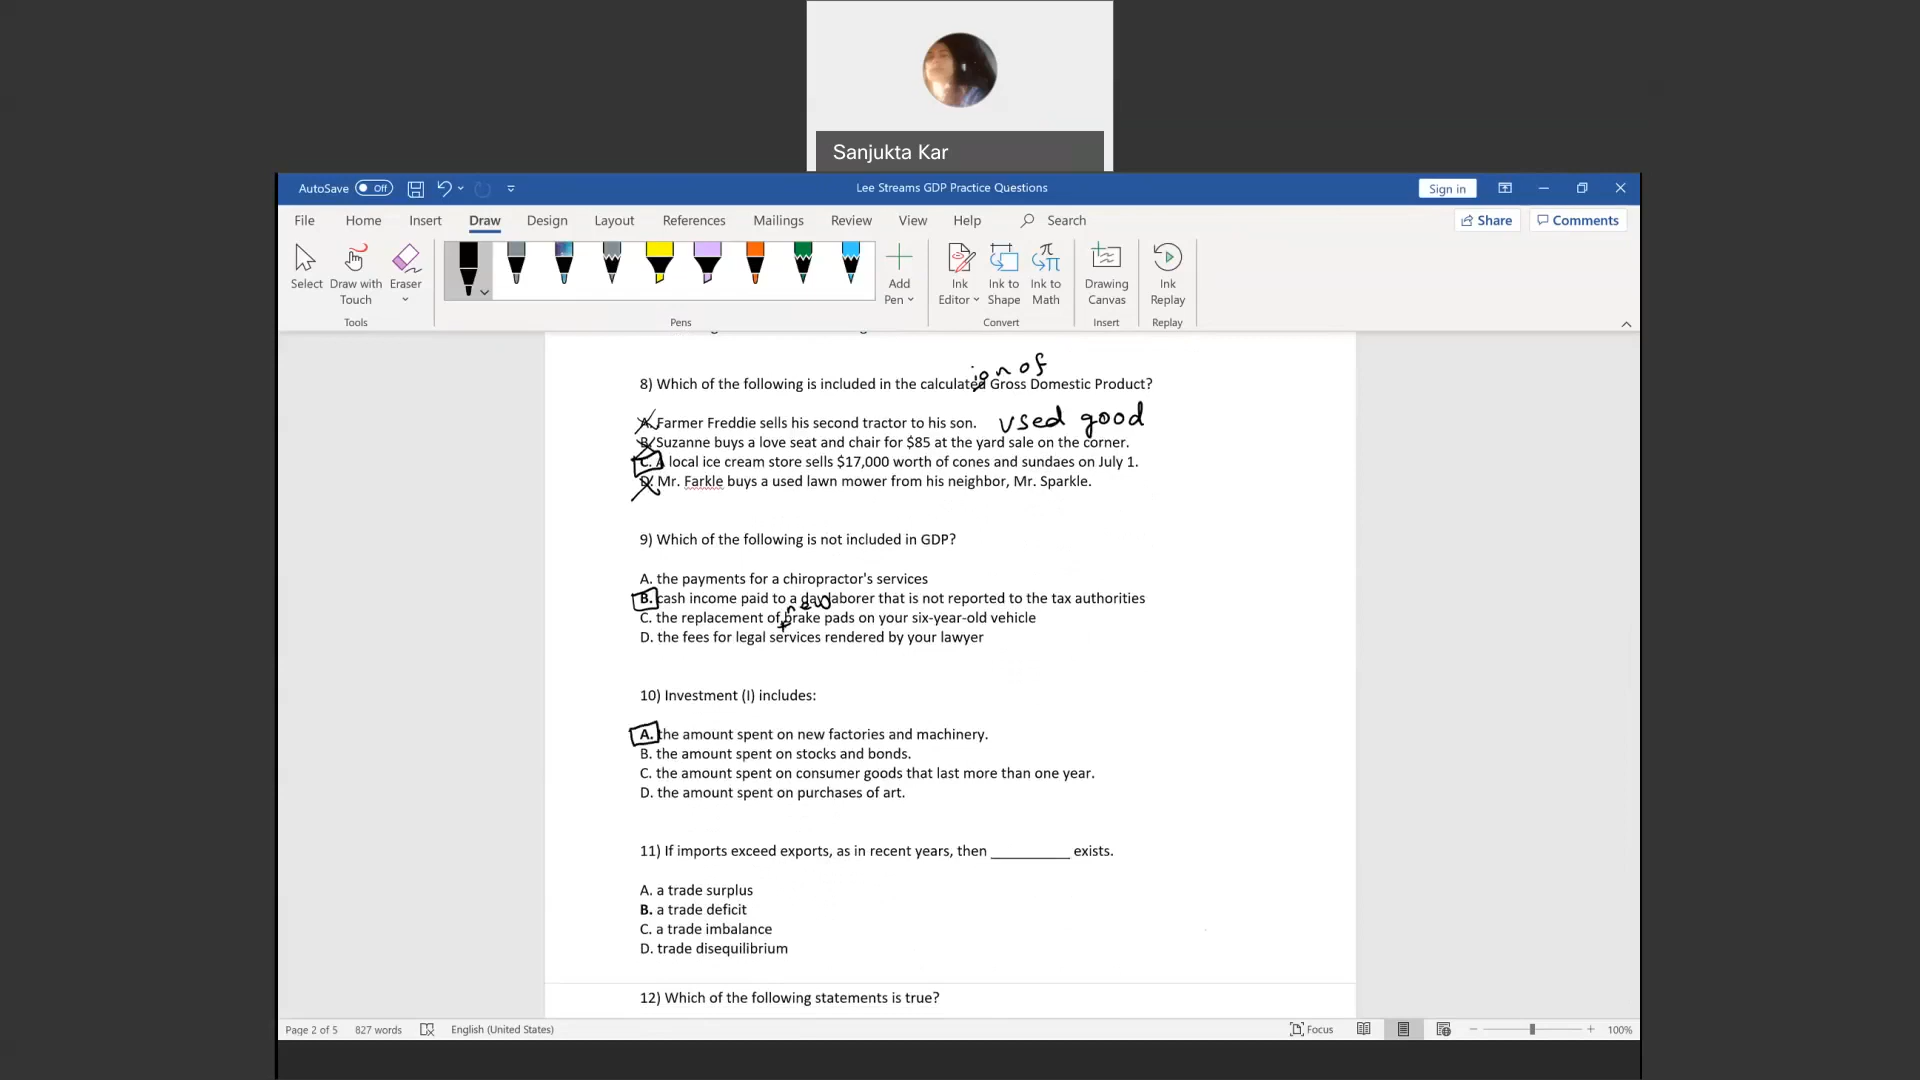 Sanjukta Kar
AutoSave Off
Lee Streams GDP Practice Questions
Sign in
File Home Insert Draw Design Layout References Mailings Review View Help Search
Share Comments
Select Draw with Touch Eraser
Add Pen
Ink Editor Ink to Shape Ink to Math
Drawing Canvas
Ink Replay
Tools Pens Convert Insert Replay
ion of
8) Which of the following is included in the calculated Gross Domestic Product?
A. Farmer Freddie sells his second tractor to his son. used good
B. Suzanne buys a love seat and chair for $85 at the yard sale on the corner.
C. A local ice cream store sells $17,000 worth of cones and sundaes on July 1.
D. Mr. Farkle buys a used lawn mower from his neighbor, Mr. Sparkle.
9) Which of the following is not included in GDP?
A. the payments for a chiropractor's services
B. cash income paid to a day laborer that is not reported to the tax authorities
new
C. the replacement of brake pads on your six-year-old vehicle
D. the fees for legal services rendered by your lawyer
10) Investment (I) includes:
A. the amount spent on new factories and machinery.
B. the amount spent on stocks and bonds.
C. the amount spent on consumer goods that last more than one year.
D. the amount spent on purchases of art.
11) If imports exceed exports, as in recent years, then __________ exists.
A. a trade surplus
B. a trade deficit
C. a trade imbalance
D. trade disequilibrium
12) Which of the following statements is true?
Page 2 of 5 827 words English (United States) Focus 100%